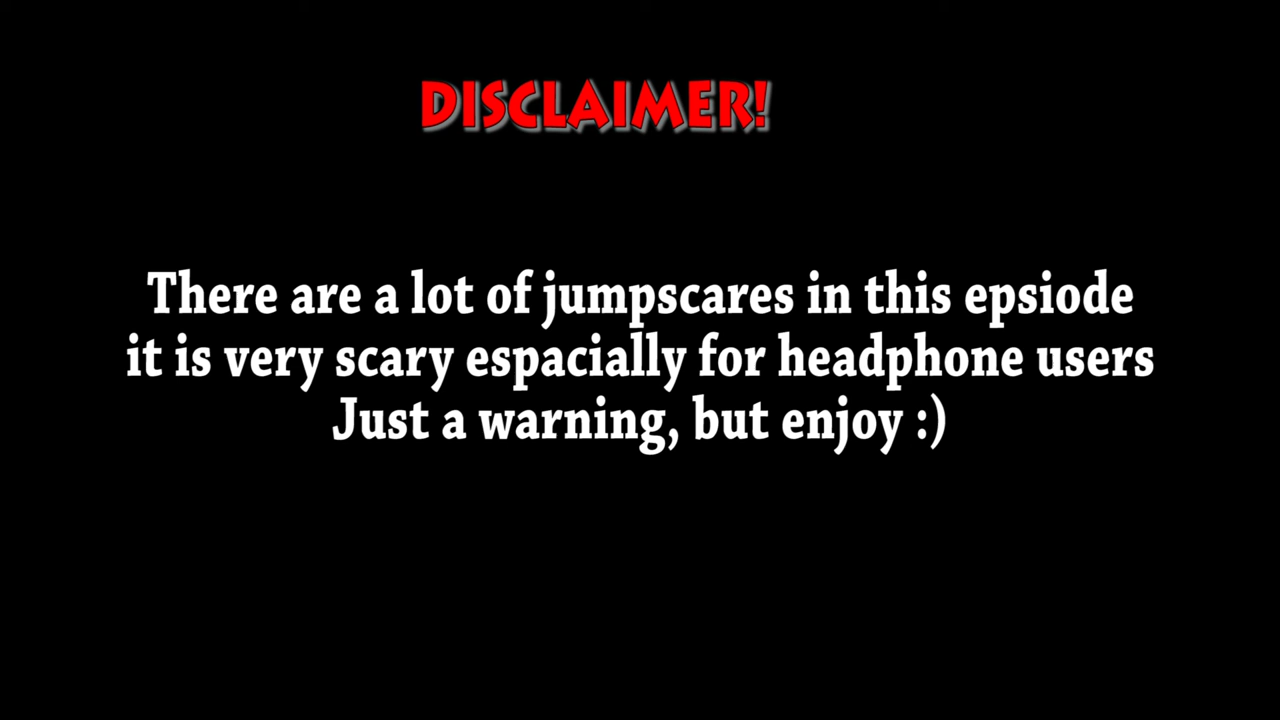 DISCLAIMER!
There are a lot of jumpscares in this epsiode
it is very scary espacially for headphone users
Just a warning, but enjoy :)